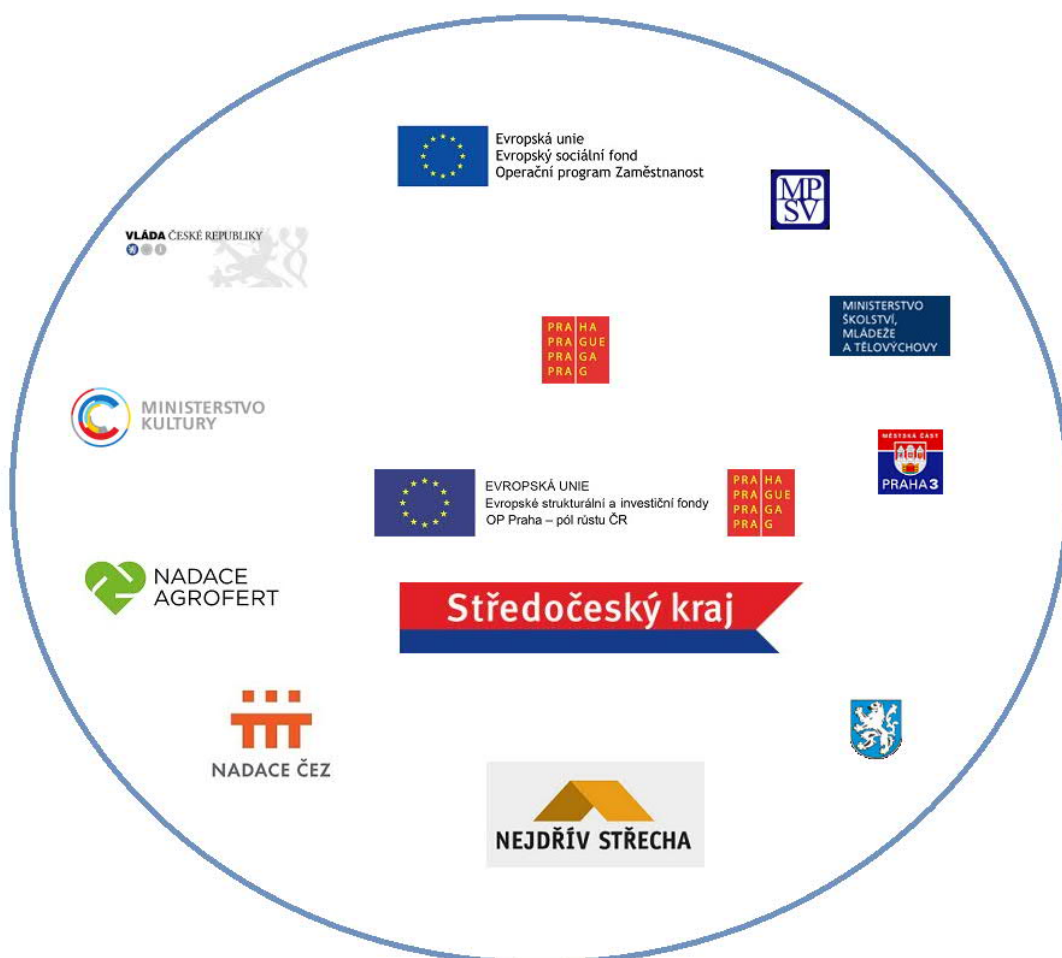 Evropská unie
Evropský sociální fond
Operační program Zaměstnanost
MP
SV
VLÁDA ČESKÉ REPUBLIKY
MINISTERSTVO
ŠKOLSTVÍ,
MLÁDEŽE
A TĚLOVÝCHOVY
PRA HA
PRA GUE
PRA GA
PRA G
MINISTERSTVO
KULTURY
MĚSTSKÁ ČÁST
PRAHA 3
EVROPSKÁ UNIE
Evropské strukturální a investiční fondy
OP Praha – pól růstu ČR
PRA HA
PRA GUE
PRA GA
PRA G
NADACE
AGROFERT
Středočeský kraj
NADACE ČEZ
NEJDŘÍV STŘECHA